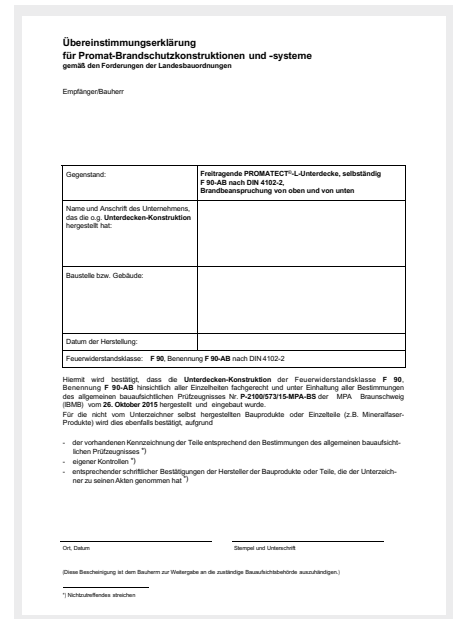 Übereinstimmungserklärung
für Promat-Brandschutzkonstruktionen und -systeme
gemäß den Forderungen der Landesbauordnungen
Empfänger/Bauherr
Gegenstand:
Freitragende PROMATECT®-L-Unterdecke, selbständig
F 90-AB nach DIN 4102-2,
Brandbeanspruchung von oben und von unten
Name und Anschrift des Unternehmens,
das die o.g. Unterdecken-Konstruktion
hergestellt hat:
Baustelle bzw. Gebäude:
Datum der Herstellung:
Feuerwiderstandsklasse: F 90, Benennung F 90-AB nach DIN 4102-2
Hiermit wird bestätigt, dass die Unterdecken-Konstruktion der Feuerwiderstandsklasse F 90,
Benennung F 90-AB hinsichtlich aller Einzelheiten fachgerecht und unter Einhaltung aller Bestimmungen
des allgemeinen bauaufsichtlichen Prüfzeugnisses Nr. P-2100/573/15-MPA-BS der MPA Braunschweig
(IBMB) vom 26. Oktober 2015 hergestellt und eingebaut wurde.
Für die nicht vom Unterzeichner selbst hergestellten Bauprodukte oder Einzelteile (z.B. Mineralfaser-
Produkte) wird dies ebenfalls bestätigt, aufgrund
- der vorhandenen Kennzeichnung der Teile entsprechend den Bestimmungen des allgemeinen bauaufsicht-
lichen Prüfzeugnisses *)
- eigener Kontrollen *)
- entsprechender schriftlicher Bestätigungen der Hersteller der Bauprodukte oder Teile, die der Unterzeich-
ner zu seinen Akten genommen hat *)
Ort, Datum
Stempel und Unterschrift
(Diese Bescheinigung ist dem Bauherrn zur Weitergabe an die zuständige Bauaufsichtsbehörde auszuhändigen.)
*) Nichtzutreffendes streichen